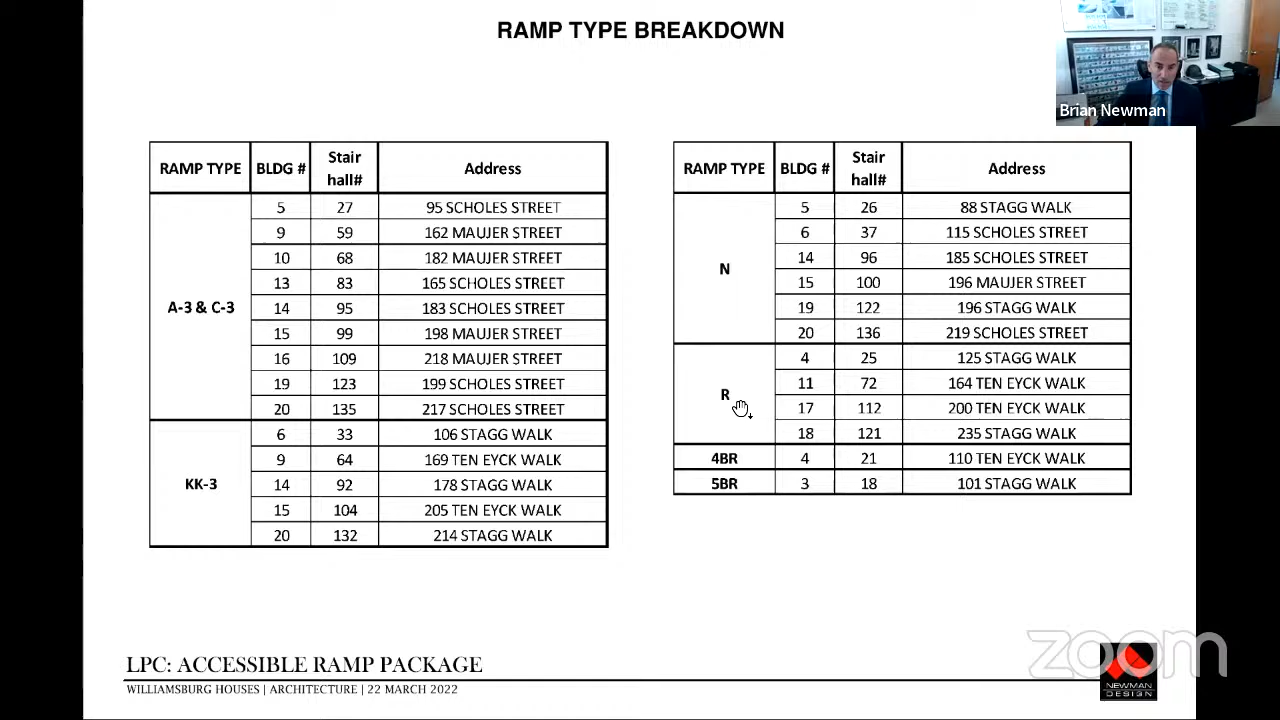 RAMP TYPE BREAKDOWN
Brian Newman
RAMP TYPE BLDG # Stair hall# Address
A-3 & C-3
5 27 95 SCHOLES STREET
9 59 162 MAUJER STREET
10 68 182 MAUJER STREET
13 83 165 SCHOLES STREET
14 95 183 SCHOLES STREET
15 99 198 MAUJER STREET
16 109 218 MAUJER STREET
19 123 199 SCHOLES STREET
20 135 217 SCHOLES STREET
KK-3
6 33 106 STAGG WALK
9 64 169 TEN EYCK WALK
14 92 178 STAGG WALK
15 104 205 TEN EYCK WALK
20 132 214 STAGG WALK
RAMP TYPE BLDG # Stair hall# Address
N
5 26 88 STAGG WALK
6 37 115 SCHOLES STREET
14 96 185 SCHOLES STREET
15 100 196 MAUJER STREET
19 122 196 STAGG WALK
20 136 219 SCHOLES STREET
R
4 25 125 STAGG WALK
11 72 164 TEN EYCK WALK
17 112 200 TEN EYCK WALK
18 121 235 STAGG WALK
4BR 4 21 110 TEN EYCK WALK
5BR 3 18 101 STAGG WALK
LPC: ACCESSIBLE RAMP PACKAGE
WILLIAMSBURG HOUSES | ARCHITECTURE | 22 MARCH 2022
zoom
NEWMAN
DESIGN